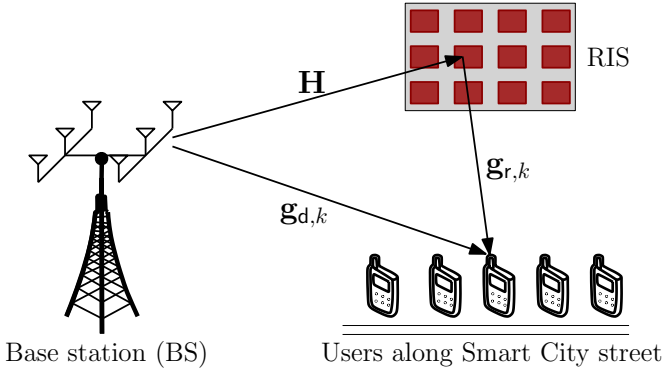 RIS
H
g_{r,k}
g_{d,k}
Base station (BS)
Users along Smart City street